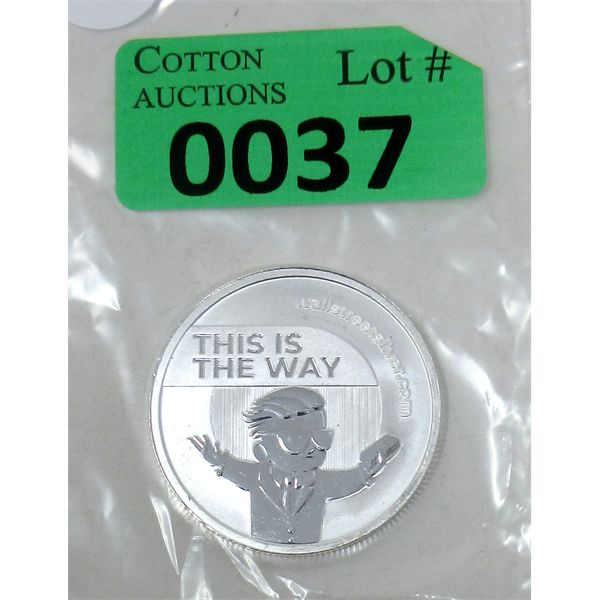 COTTON
AUCTIONS
Lot #
0037
wallstreetsilver.com
THIS IS
THE WAY